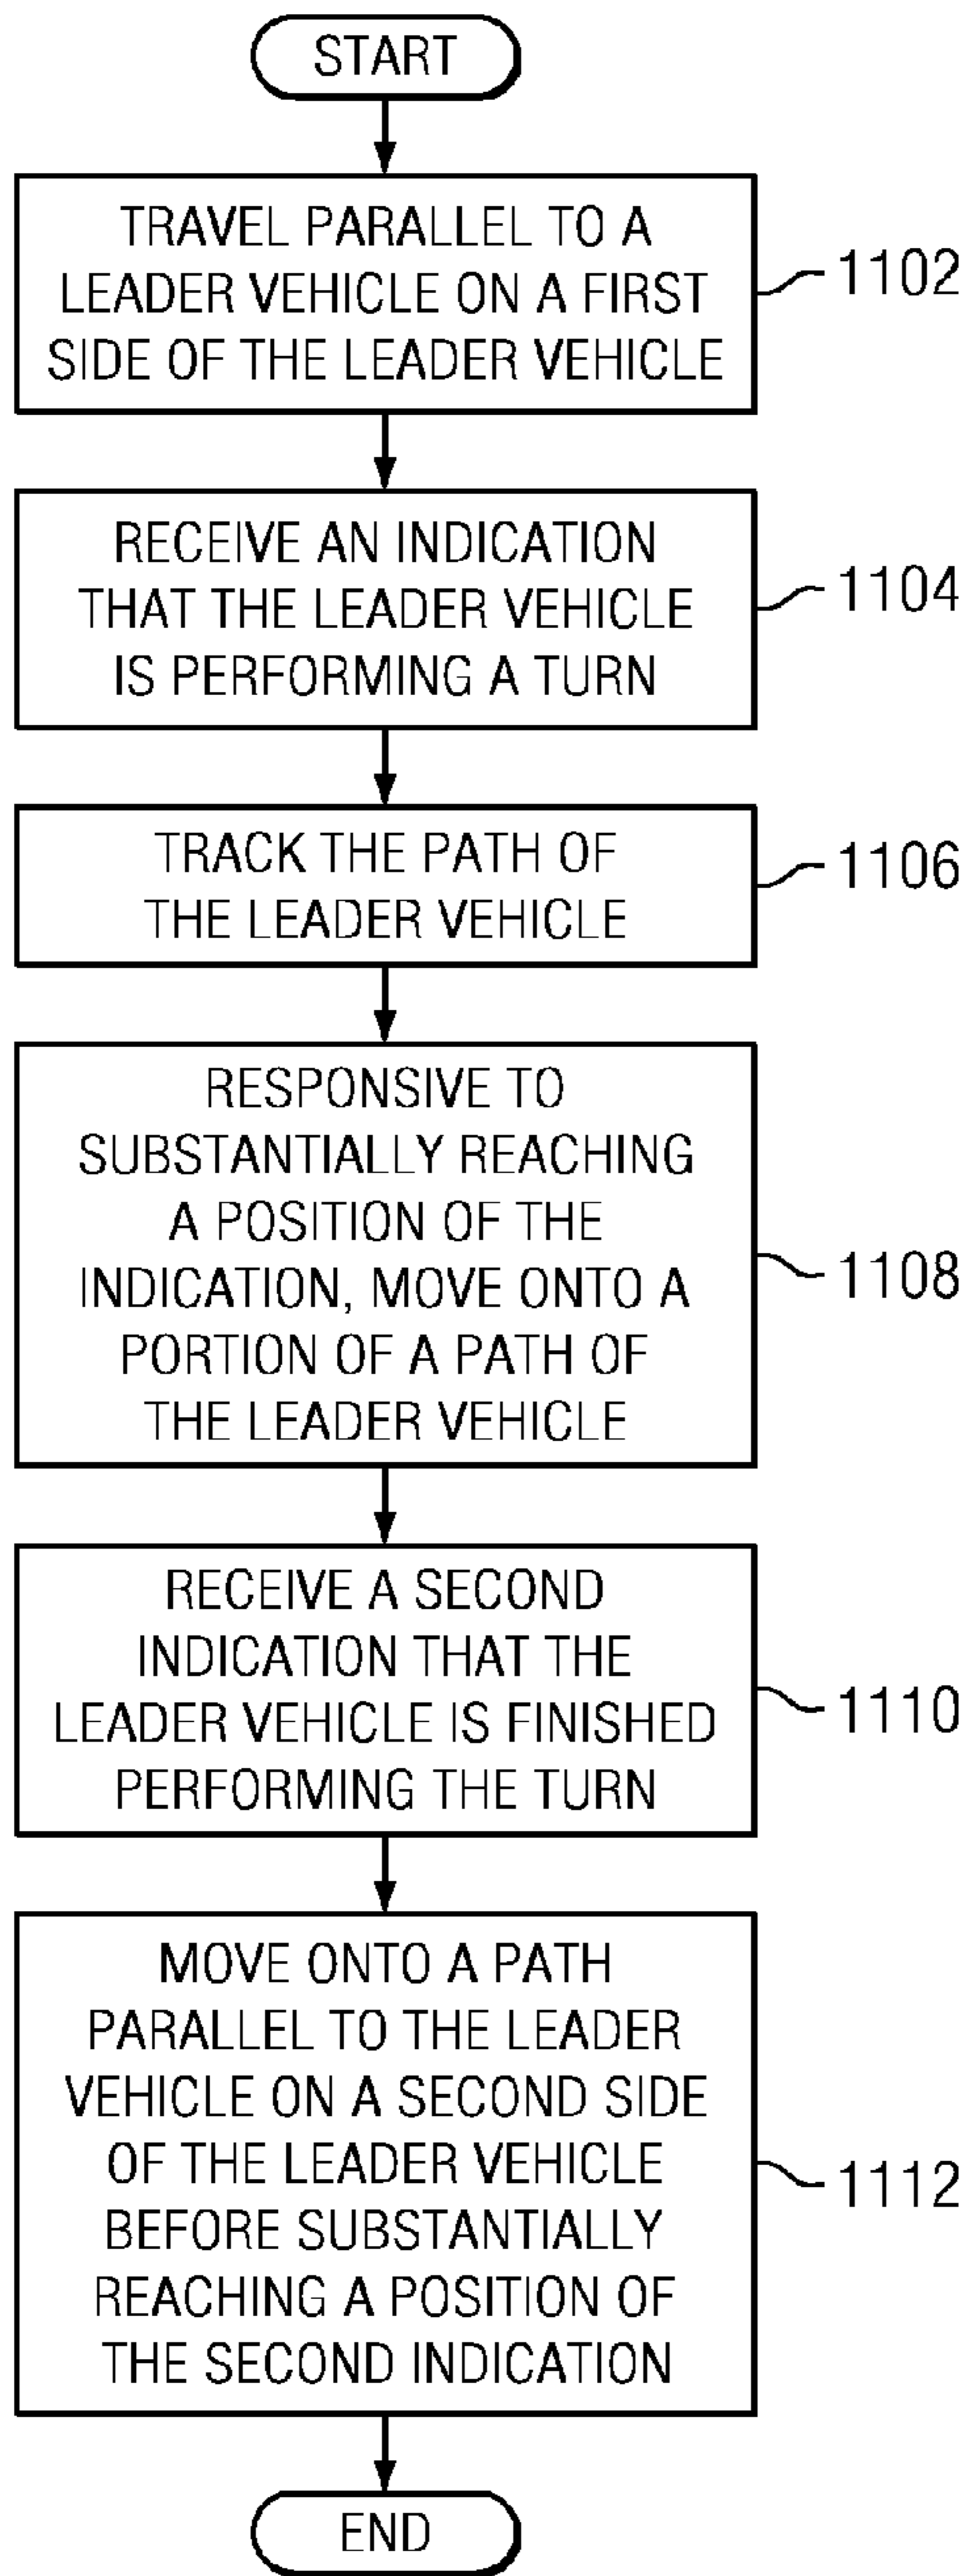 START
TRAVEL PARALLEL TO A
LEADER VEHICLE ON A FIRST
SIDE OF THE LEADER VEHICLE
1102
RECEIVE AN INDICATION
THAT THE LEADER VEHICLE
IS PERFORMING A TURN
1104
TRACK THE PATH OF
THE LEADER VEHICLE
1106
RESPONSIVE TO
SUBSTANTIALLY REACHING
A POSITION OF THE
INDICATION, MOVE ONTO A
PORTION OF A PATH OF
THE LEADER VEHICLE
1108
RECEIVE A SECOND
INDICATION THAT THE
LEADER VEHICLE IS FINISHED
PERFORMING THE TURN
1110
MOVE ONTO A PATH
PARALLEL TO THE LEADER
VEHICLE ON A SECOND SIDE
OF THE LEADER VEHICLE
BEFORE SUBSTANTIALLY
REACHING A POSITION OF
THE SECOND INDICATION
1112
END